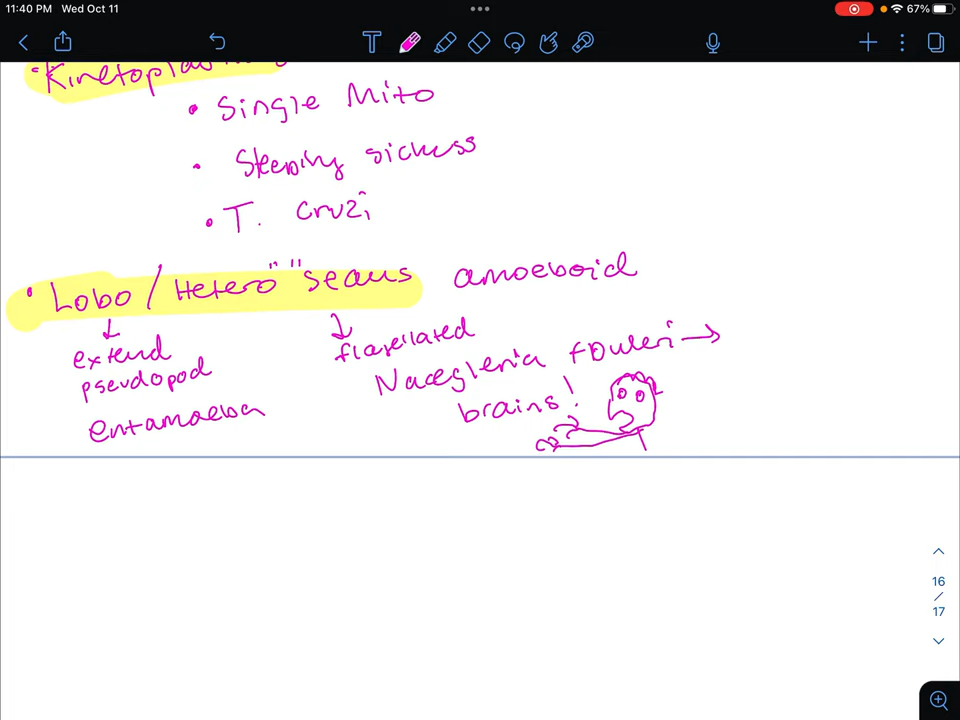 11:40 PM Wed Oct 11
67%
• Single Mito
• Sleeping sickness
• T. cruzi
• Lobo / Hetero " " seans amoeboid
extend
pseudopod
entamoeba
flagellated
Naegleria fowleri →
brains!
16
/
17